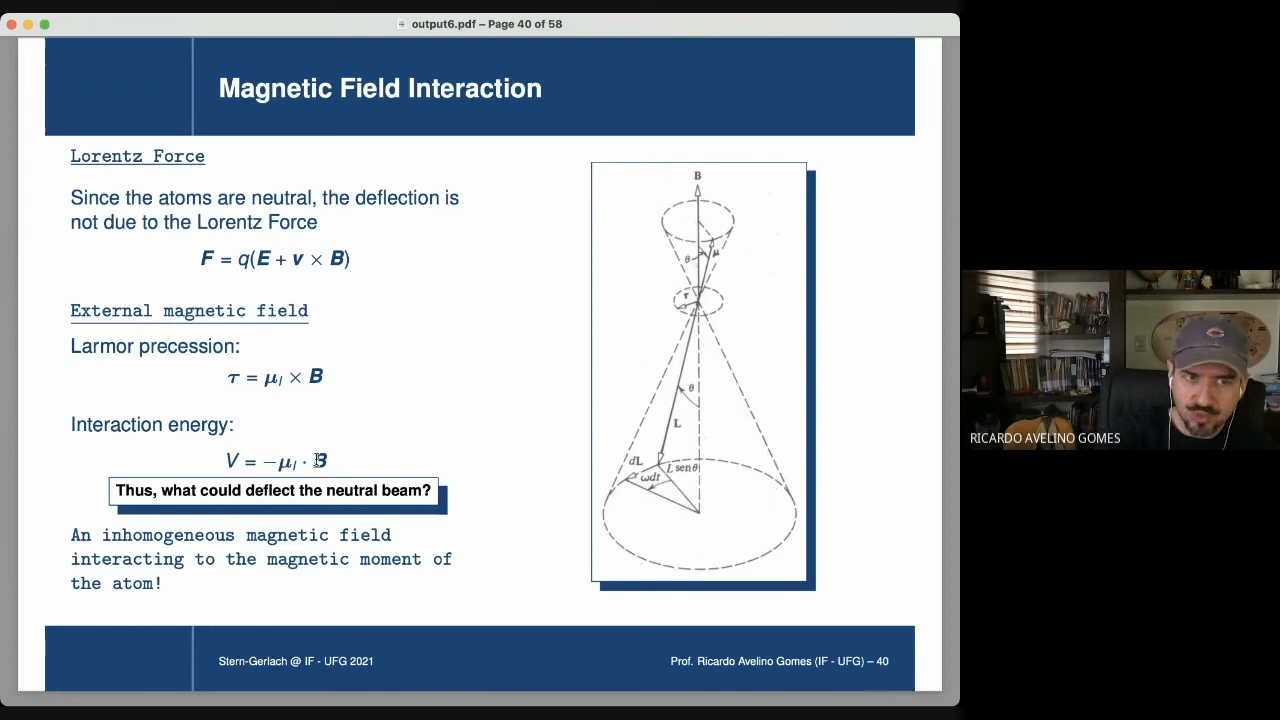 output6.pdf – Page 40 of 58
Magnetic Field Interaction
Lorentz Force
Since the atoms are neutral, the deflection is
not due to the Lorentz Force
F = q(E + v × B)
External magnetic field
Larmor precession:
τ = μl × B
Interaction energy:
V = −μl · B
Thus, what could deflect the neutral beam?
An inhomogeneous magnetic field
interacting to the magnetic moment of
the atom!
B
θ
μ
τ
θ
L
dL
L sen θ
ωdt
Stern-Gerlach @ IF - UFG 2021
Prof. Ricardo Avelino Gomes (IF - UFG) – 40
RICARDO AVELINO GOMES